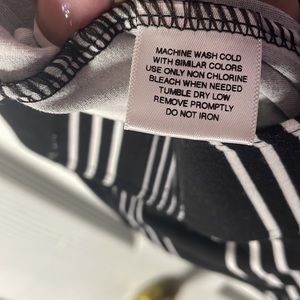 MACHINE WASH COLD
WITH SIMILAR COLORS
USE ONLY NON CHLORINE
BLEACH WHEN NEEDED
TUMBLE DRY LOW
REMOVE PROMPTLY
DO NOT IRON